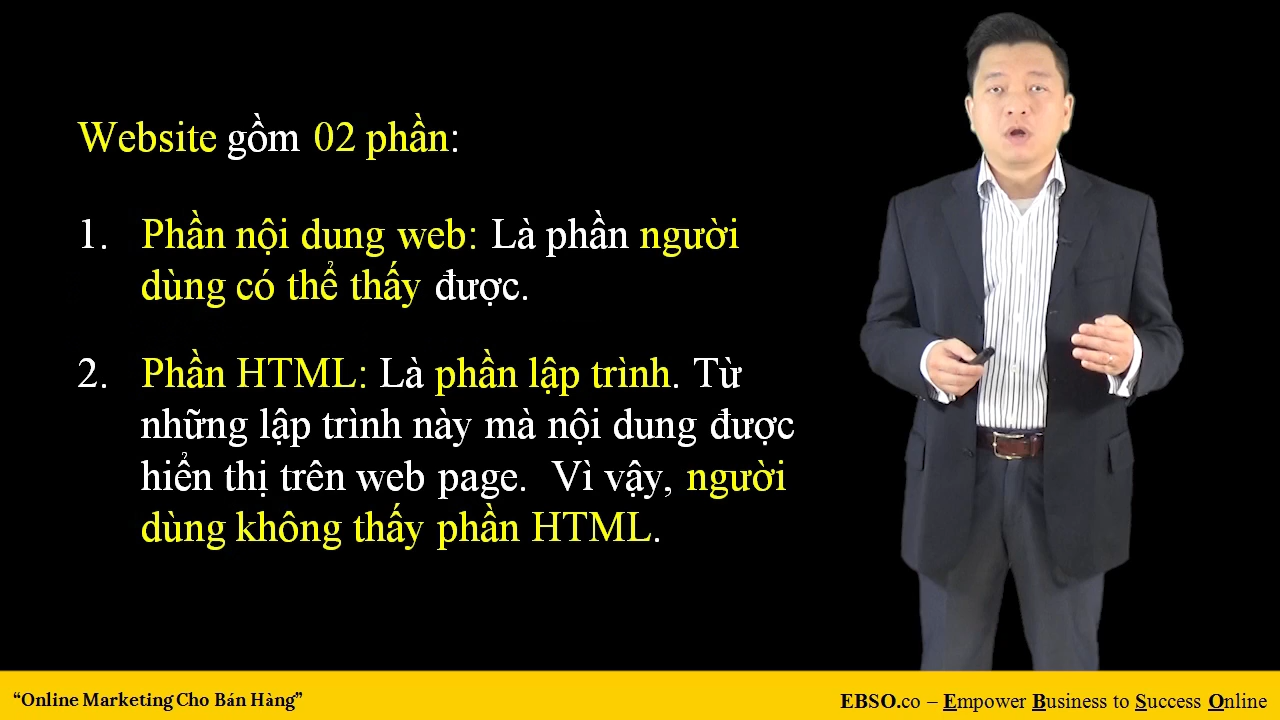 Website gồm 02 phần:
1. Phần nội dung web: Là phần người
dùng có thể thấy được.
2. Phần HTML: Là phần lập trình. Từ
những lập trình này mà nội dung được
hiển thị trên web page. Vì vậy, người
dùng không thấy phần HTML.
“Online Marketing Cho Bán Hàng”
EBSO.co – Empower Business to Success Online